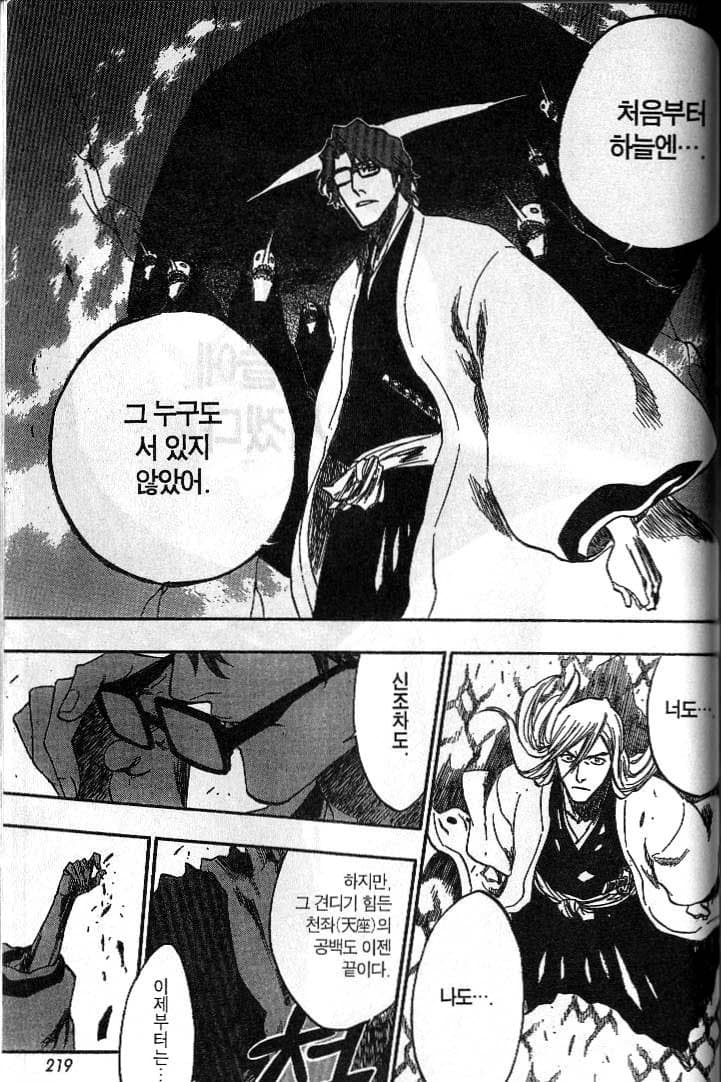 처음부터
하늘엔….
그 누구도
서 있지
않았어.
너도….
나도….
신조차도.
하지만,
그 견디기 힘든
천좌(天座)의
공백도 이젠
끝이다.
이제부터는…
219